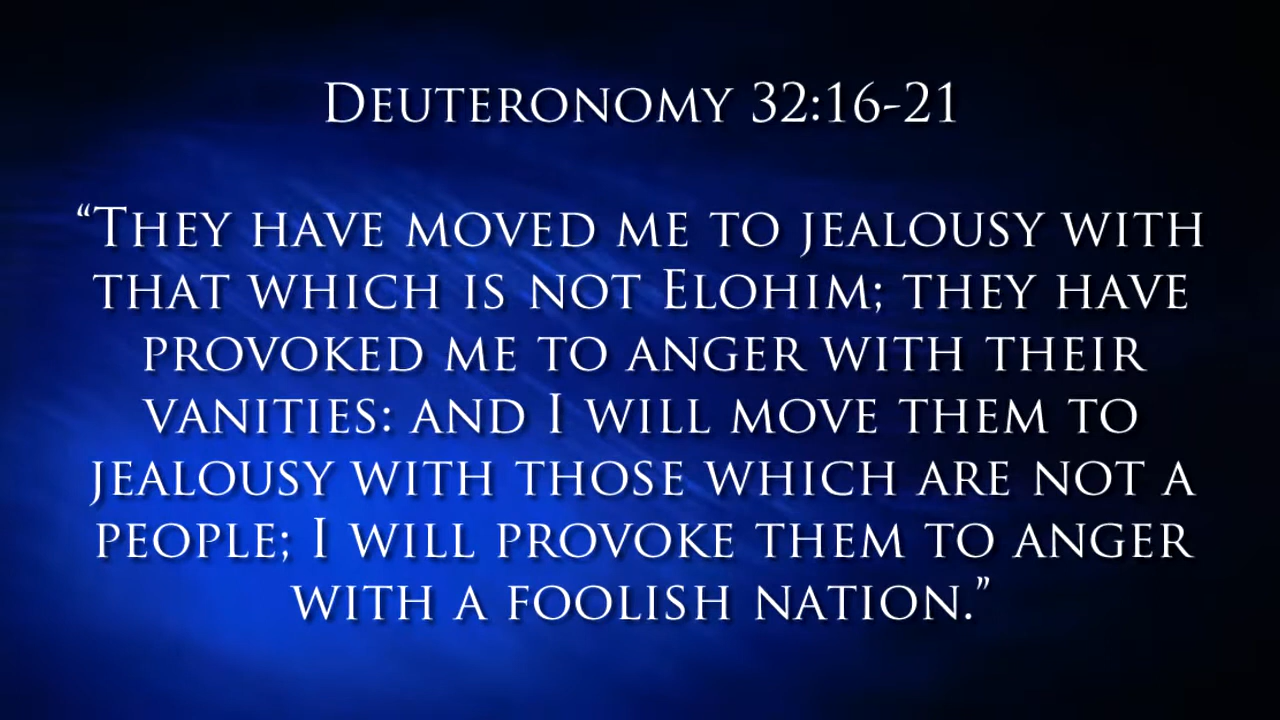 Deuteronomy 32:16-21
“They have moved me to jealousy with
that which is not Elohim; they have
provoked me to anger with their
vanities: and I will move them to
jealousy with those which are not a
people; I will provoke them to anger
with a foolish nation.”